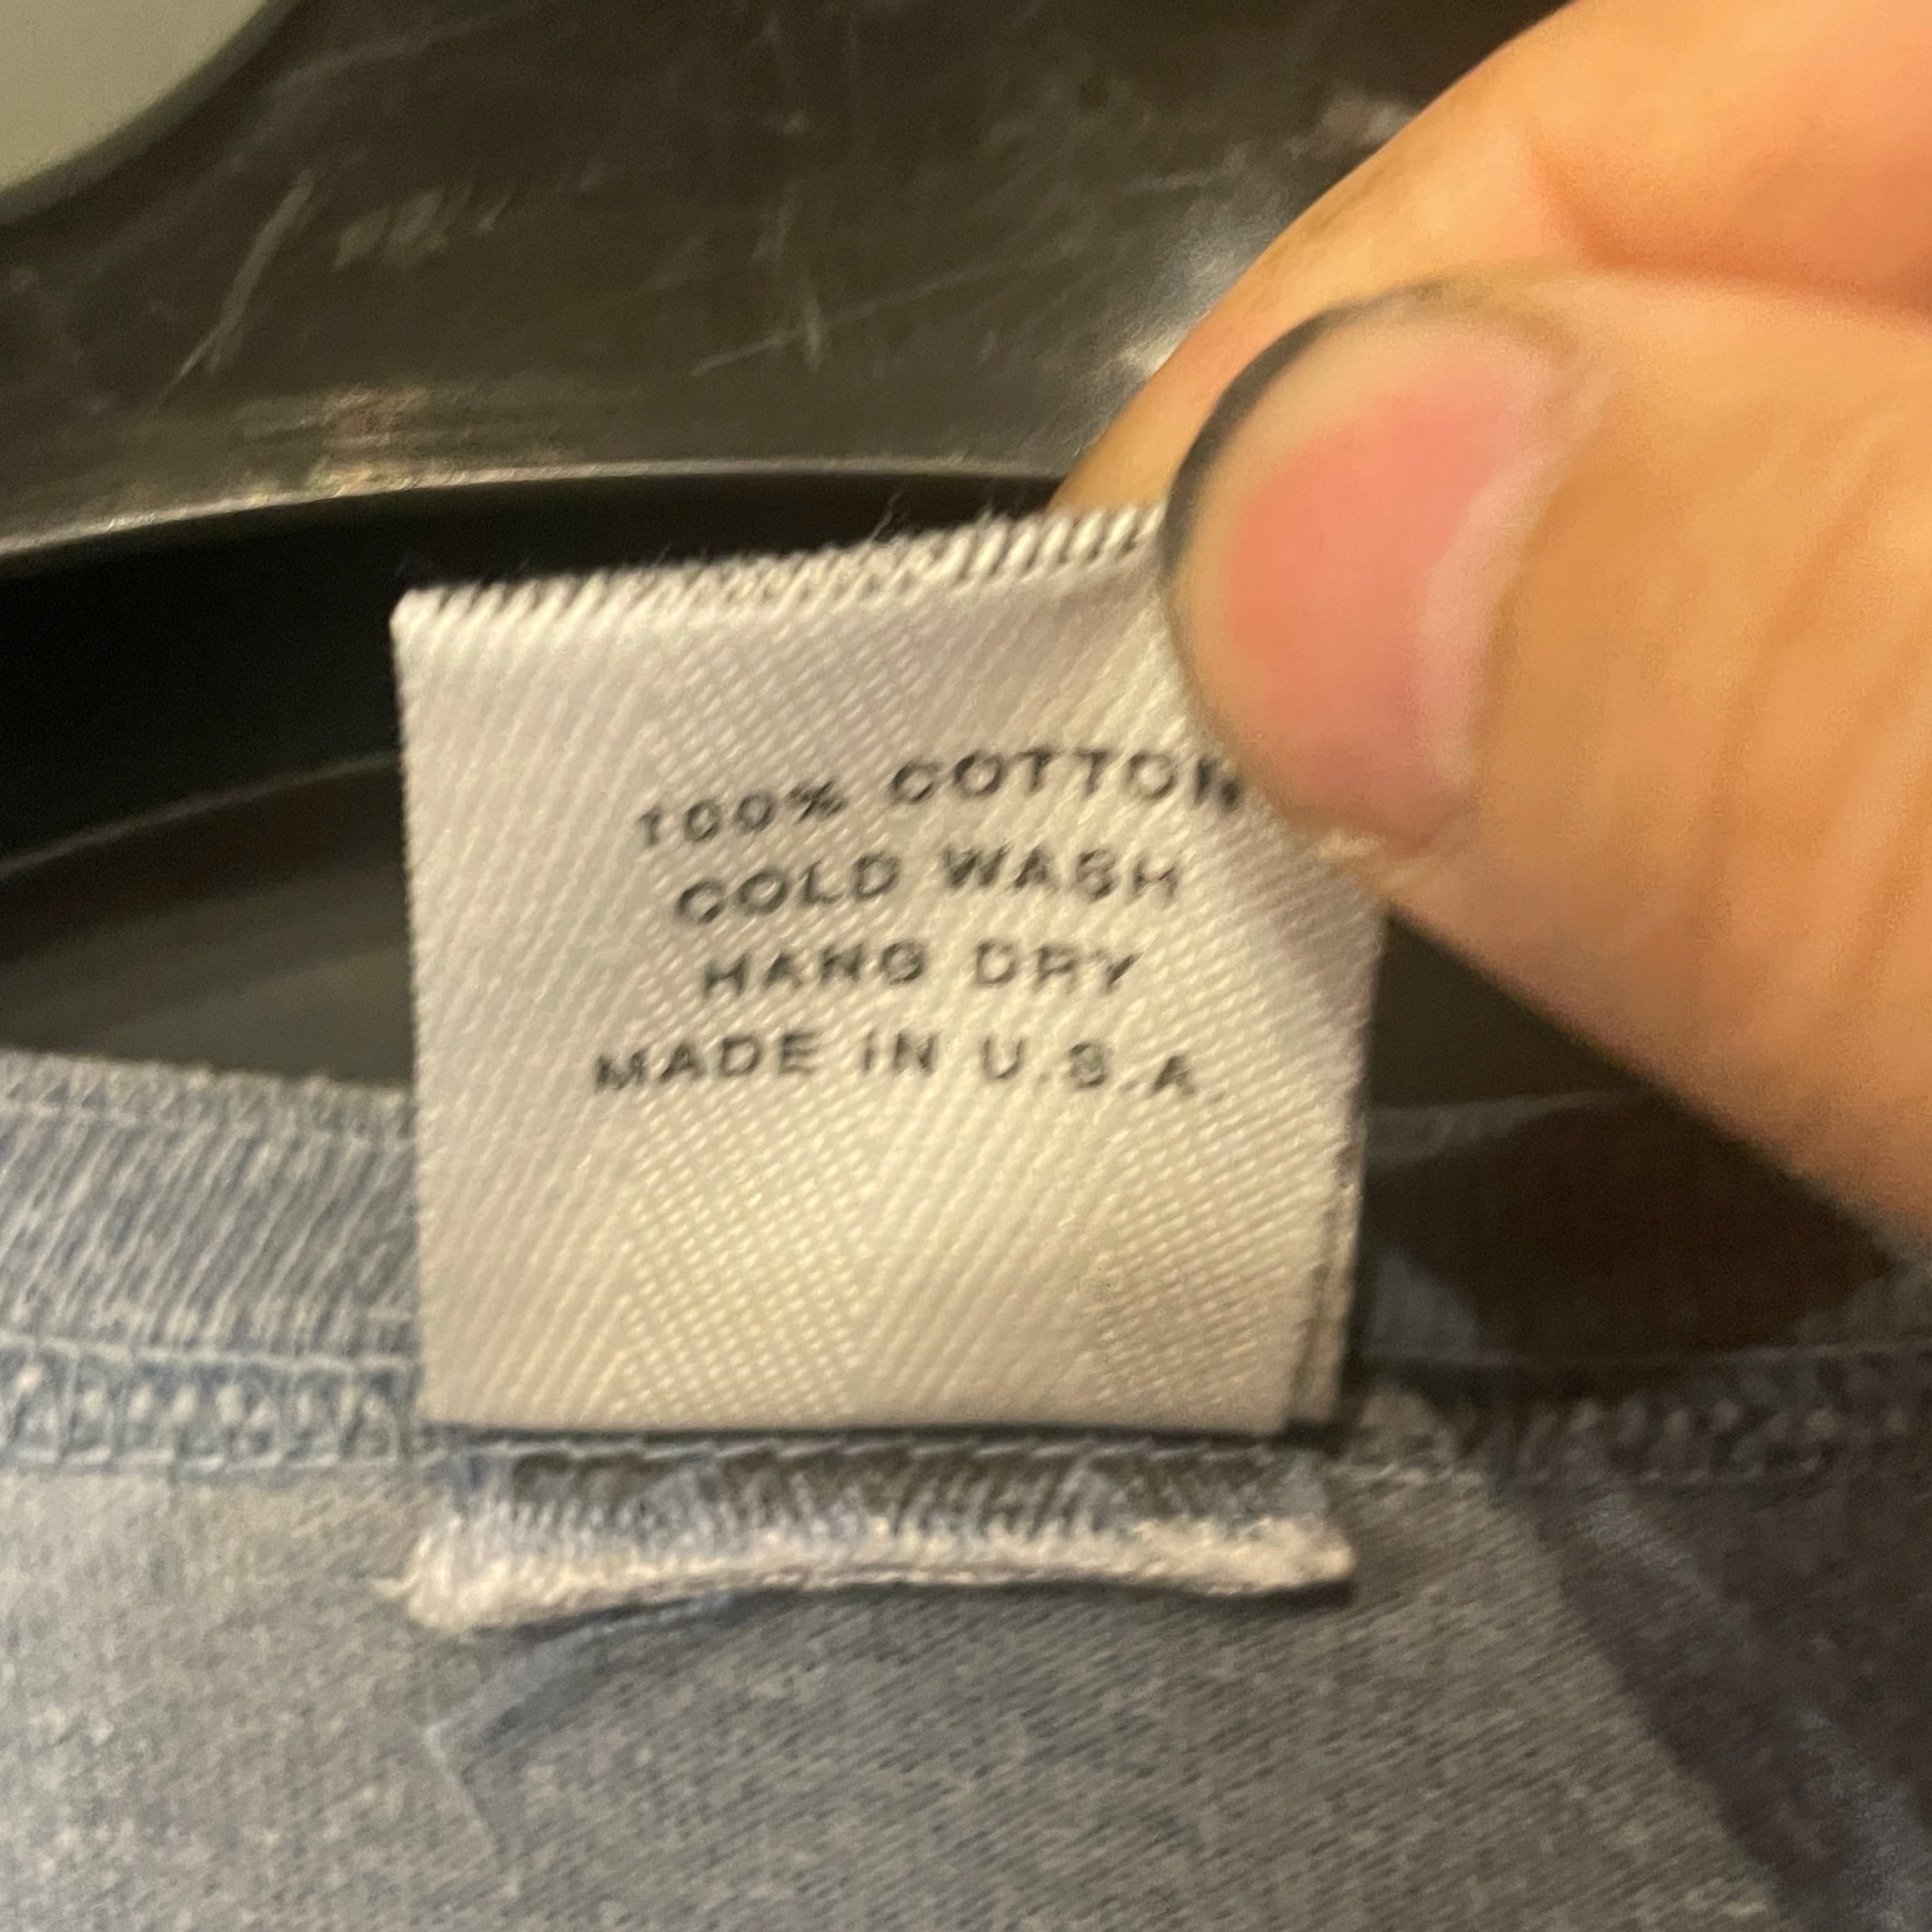 100% COTTON
COLD WASH
HANG DRY
MADE IN U.S.A.